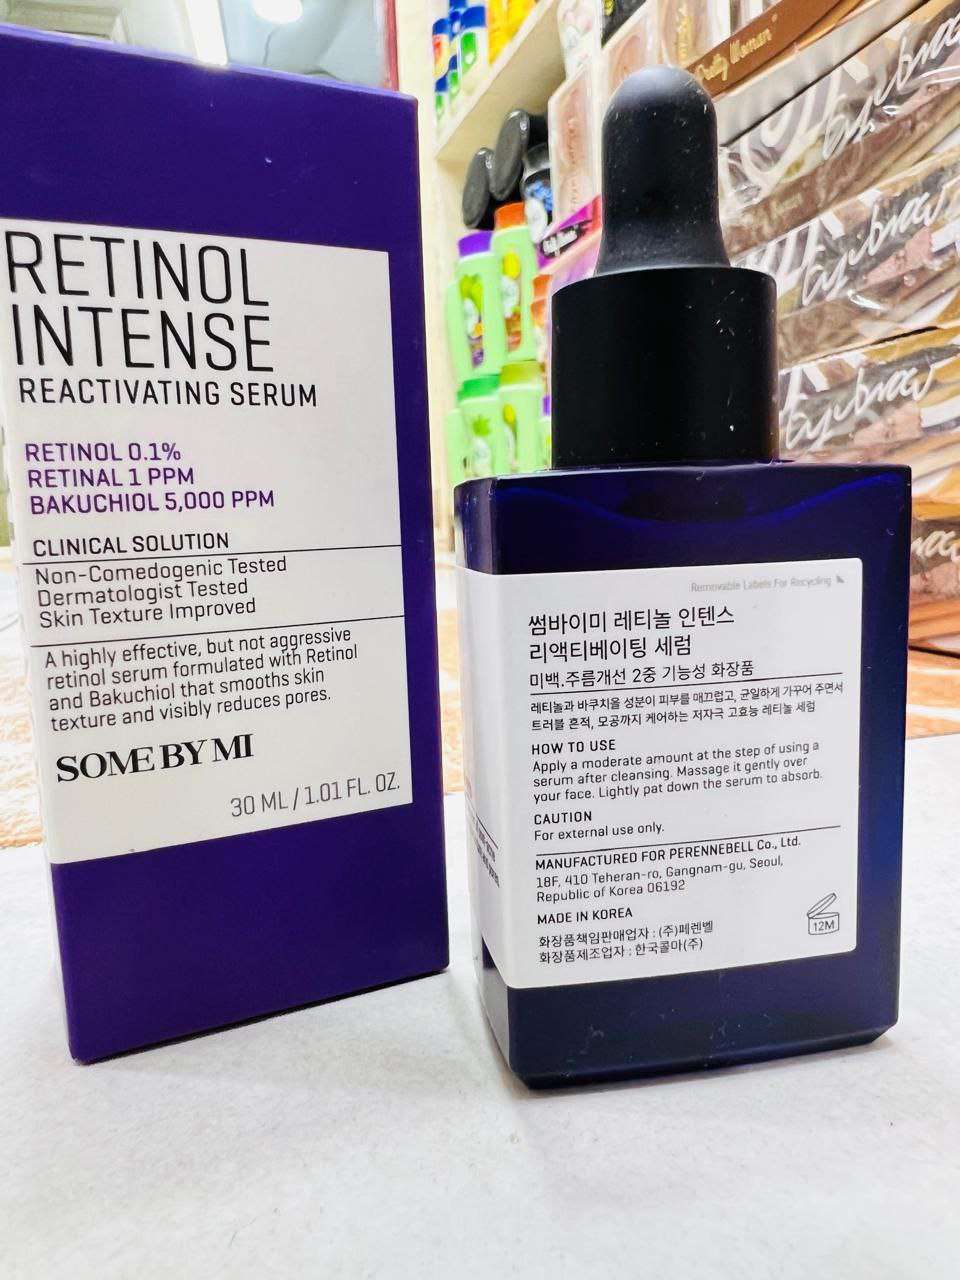 RETINOL
INTENSE
REACTIVATING SERUM
RETINOL 0.1%
RETINAL 1 PPM
BAKUCHIOL 5,000 PPM
CLINICAL SOLUTION
Non-Comedogenic Tested
Dermatologist Tested
Skin Texture Improved
A highly effective, but not aggressive
retinol serum formulated with Retinol
and Bakuchiol that smooths skin
texture and visibly reduces pores.
SOME BY MI
30 ML / 1.01 FL. OZ.
Removable Labels For Recycling
썸바이미 레티놀 인텐스
리액티베이팅 세럼
미백.주름개선 2중 기능성 화장품
레티놀과 바쿠치올 성분이 피부를 매끄럽고, 균일하게 가꾸어 주면서
트러블 흔적, 모공까지 케어하는 저자극 고효능 레티놀 세럼
HOW TO USE
Apply a moderate amount at the step of using a
serum after cleansing. Massage it gently over
your face. Lightly pat down the serum to absorb.
CAUTION
For external use only.
MANUFACTURED FOR PERENNEBELL Co., Ltd.
18F, 410 Teheran-ro, Gangnam-gu, Seoul,
Republic of Korea 06192
MADE IN KOREA
화장품책임판매업자 : (주)페렌벨
화장품제조업자 : 한국콜마(주)
12M
Pretty Woman